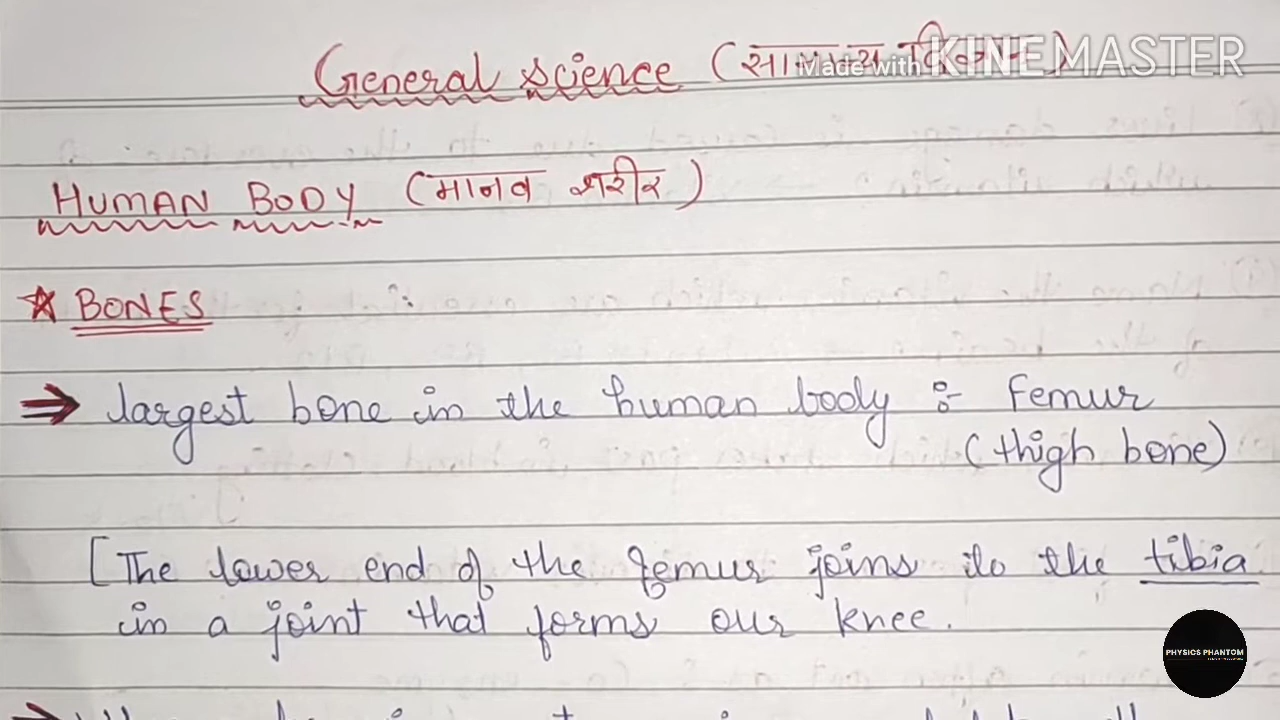 General Science (सामान्य विज्ञान)
Made with KINEMASTER
HUMAN BODY (मानव शरीर)
☆ BONES :
⇒ largest bone in the human body :- Femur
(thigh bone)
[The lower end of the femur joins to the tibia
in a joint that forms our knee.
PHYSICS PHANTOM